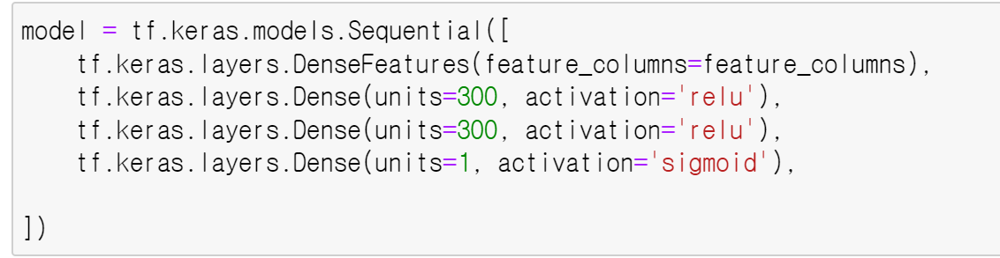 model = tf.keras.models.Sequential([
    tf.keras.layers.DenseFeatures(feature_columns=feature_columns),
    tf.keras.layers.Dense(units=300, activation='relu'),
    tf.keras.layers.Dense(units=300, activation='relu'),
    tf.keras.layers.Dense(units=1, activation='sigmoid'),
])